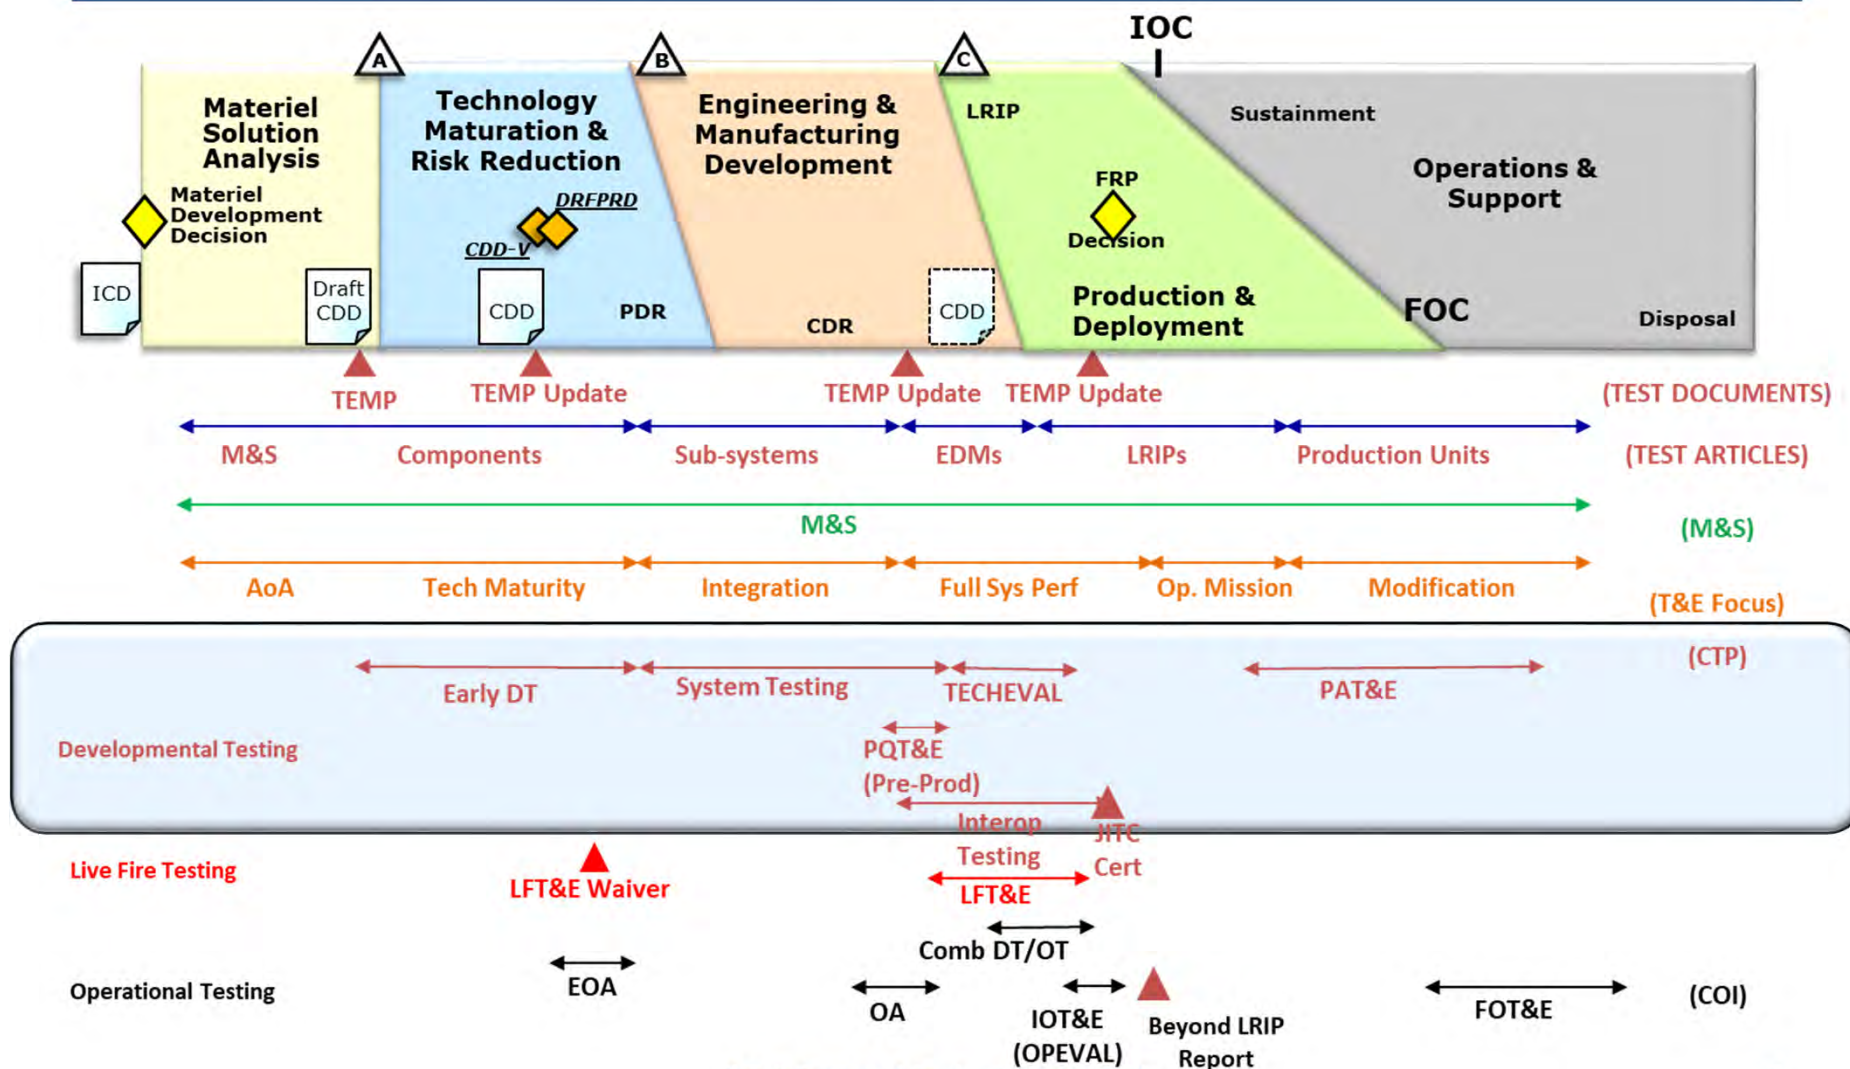 IOC
A
B
C
Materiel
Solution
Analysis
Technology
Maturation &
Risk Reduction
Engineering &
Manufacturing
Development
LRIP
Sustainment
Operations &
Support
Materiel
Development
Decision
DRFPRD
CDD-V
FRP
Decision
ICD
Draft
CDD
CDD
PDR
CDR
CDD
Production &
Deployment
FOC
Disposal
TEMP
TEMP Update
TEMP Update
TEMP Update
(TEST DOCUMENTS)
M&S
Components
Sub-systems
EDMs
LRIPs
Production Units
(TEST ARTICLES)
M&S
(M&S)
AoA
Tech Maturity
Integration
Full Sys Perf
Op. Mission
Modification
(T&E Focus)
(CTP)
Early DT
System Testing
TECHEVAL
PAT&E
Developmental Testing
PQT&E
(Pre-Prod)
Interop
Testing
JITC
Cert
Live Fire Testing
LFT&E Waiver
LFT&E
Comb DT/OT
Operational Testing
EOA
OA
IOT&E
(OPEVAL)
Beyond LRIP
Report
FOT&E
(COI)